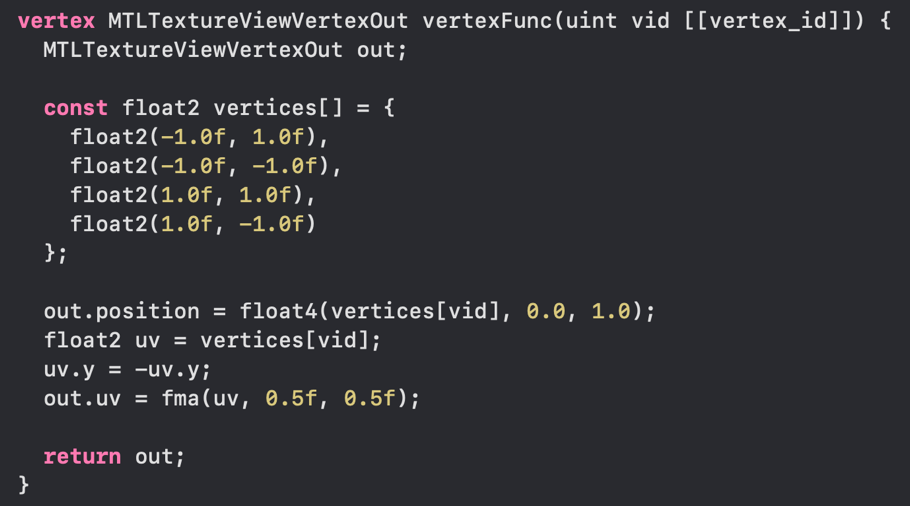 vertex MTLTextureViewVertexOut vertexFunc(uint vid [[vertex_id]]) {
  MTLTextureViewVertexOut out;

  const float2 vertices[] = {
    float2(-1.0f, 1.0f),
    float2(-1.0f, -1.0f),
    float2(1.0f, 1.0f),
    float2(1.0f, -1.0f)
  };

  out.position = float4(vertices[vid], 0.0, 1.0);
  float2 uv = vertices[vid];
  uv.y = -uv.y;
  out.uv = fma(uv, 0.5f, 0.5f);

  return out;
}